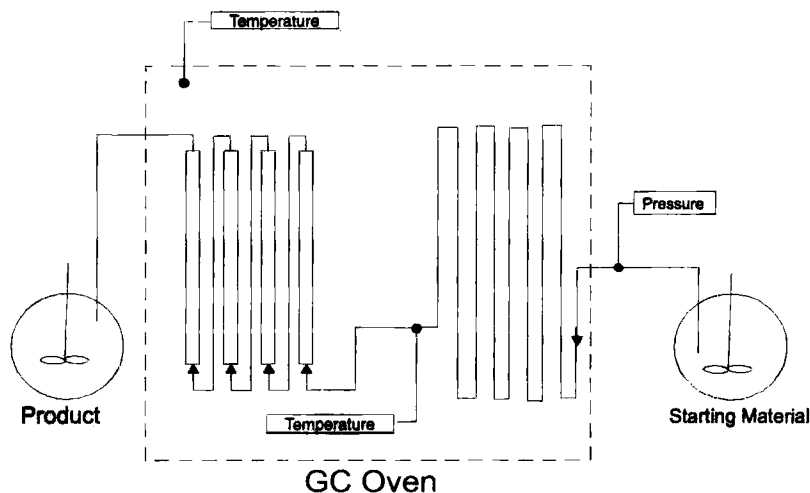 Temperature
Pressure
Product
Starting Material
Temperature
GC Oven